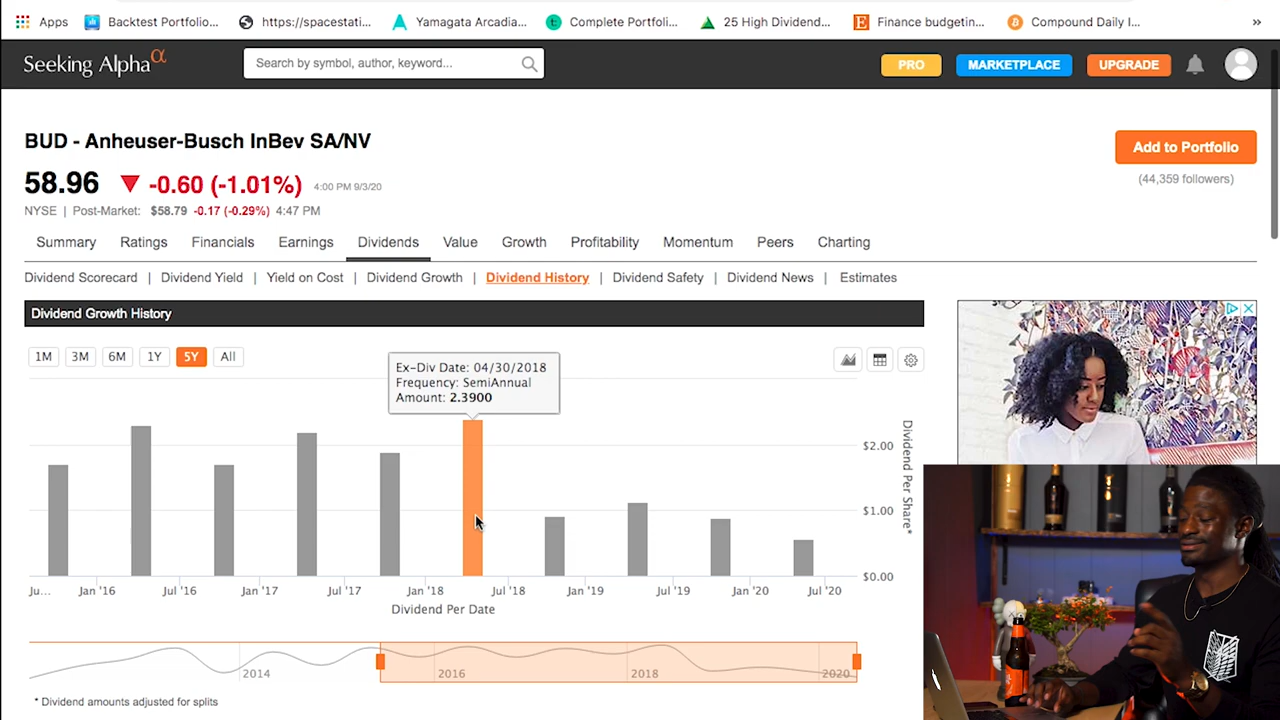 Apps
Backtest Portfolio...
https://spacestati...
Yamagata Arcadia...
Complete Portfoli...
25 High Dividend...
Finance budgetin...
Compound Daily I...
»
Seeking Alpha α
Search by symbol, author, keyword...
PRO
MARKETPLACE
UPGRADE
BUD - Anheuser-Busch InBev SA/NV
Add to Portfolio
58.96 ▼ -0.60 (-1.01%) 4:00 PM 9/3/20
(44,359 followers)
NYSE | Post-Market: $58.79 -0.17 (-0.29%) 4:47 PM
Summary Ratings Financials Earnings Dividends Value Growth Profitability Momentum Peers Charting
Dividend Scorecard | Dividend Yield | Yield on Cost | Dividend Growth | Dividend History | Dividend Safety | Dividend News | Estimates
Dividend Growth History
1M 3M 6M 1Y 5Y All
Ex-Div Date: 04/30/2018
Frequency: SemiAnnual
Amount: 2.3900
$2.00
$1.00
$0.00
Dividend Per Share*
Ju... Jan '16 Jul '16 Jan '17 Jul '17 Jan '18 Jul '18 Jan '19 Jul '19 Jan '20 Jul '20
Dividend Per Date
2014 2016 2018 2020
* Dividend amounts adjusted for splits